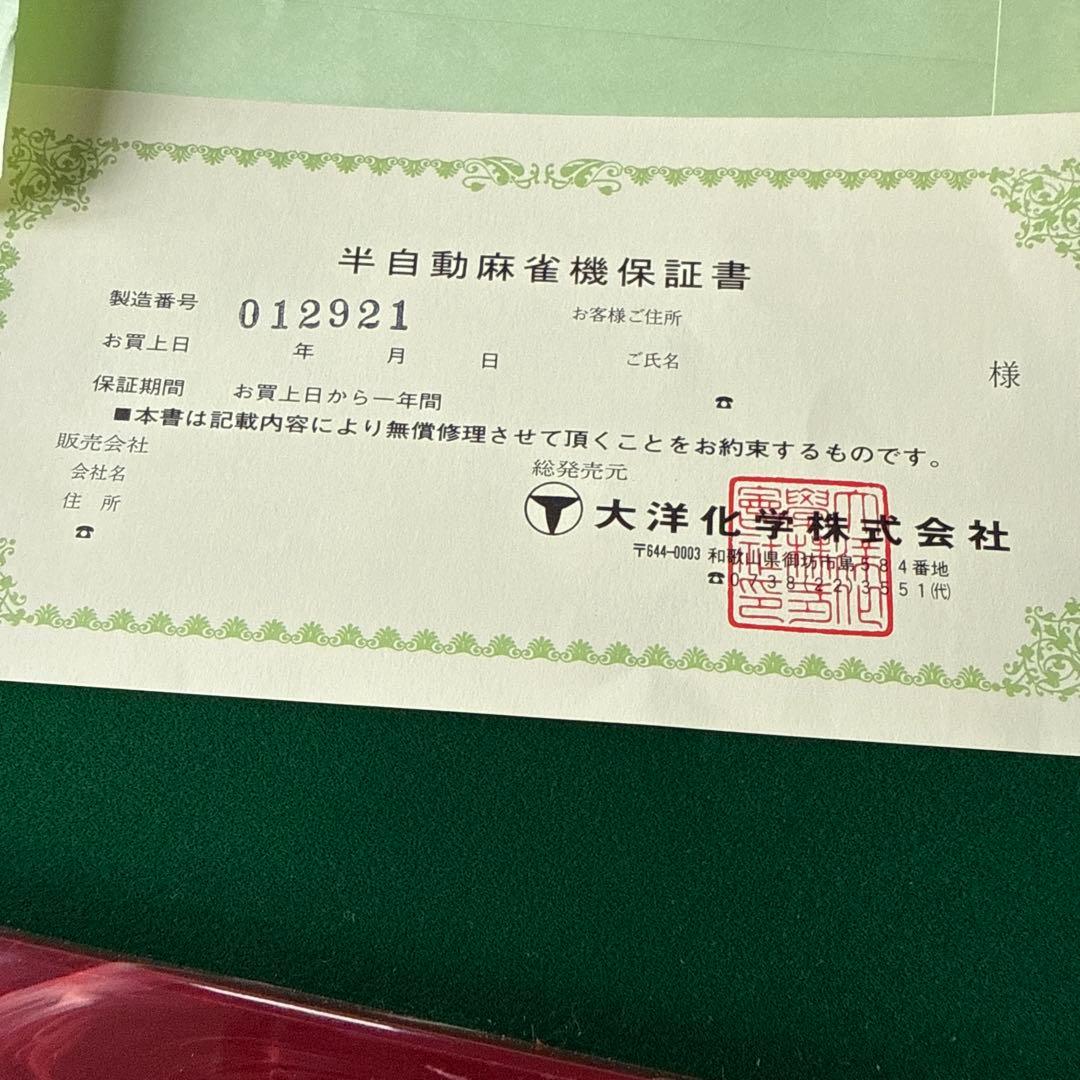 半自動麻雀機保証書
製造番号 012921
お客様ご住所
お買上日 年 月 日
ご氏名 様
保証期間 お買上日から一年間
☎
■本書は記載内容により無償修理させて頂くことをお約束するものです。
販売会社
会社名
住 所
☎
総発売元
大洋化学株式会社
〒644-0003 和歌山県御坊市島584番地
☎0738(22)3551(代)